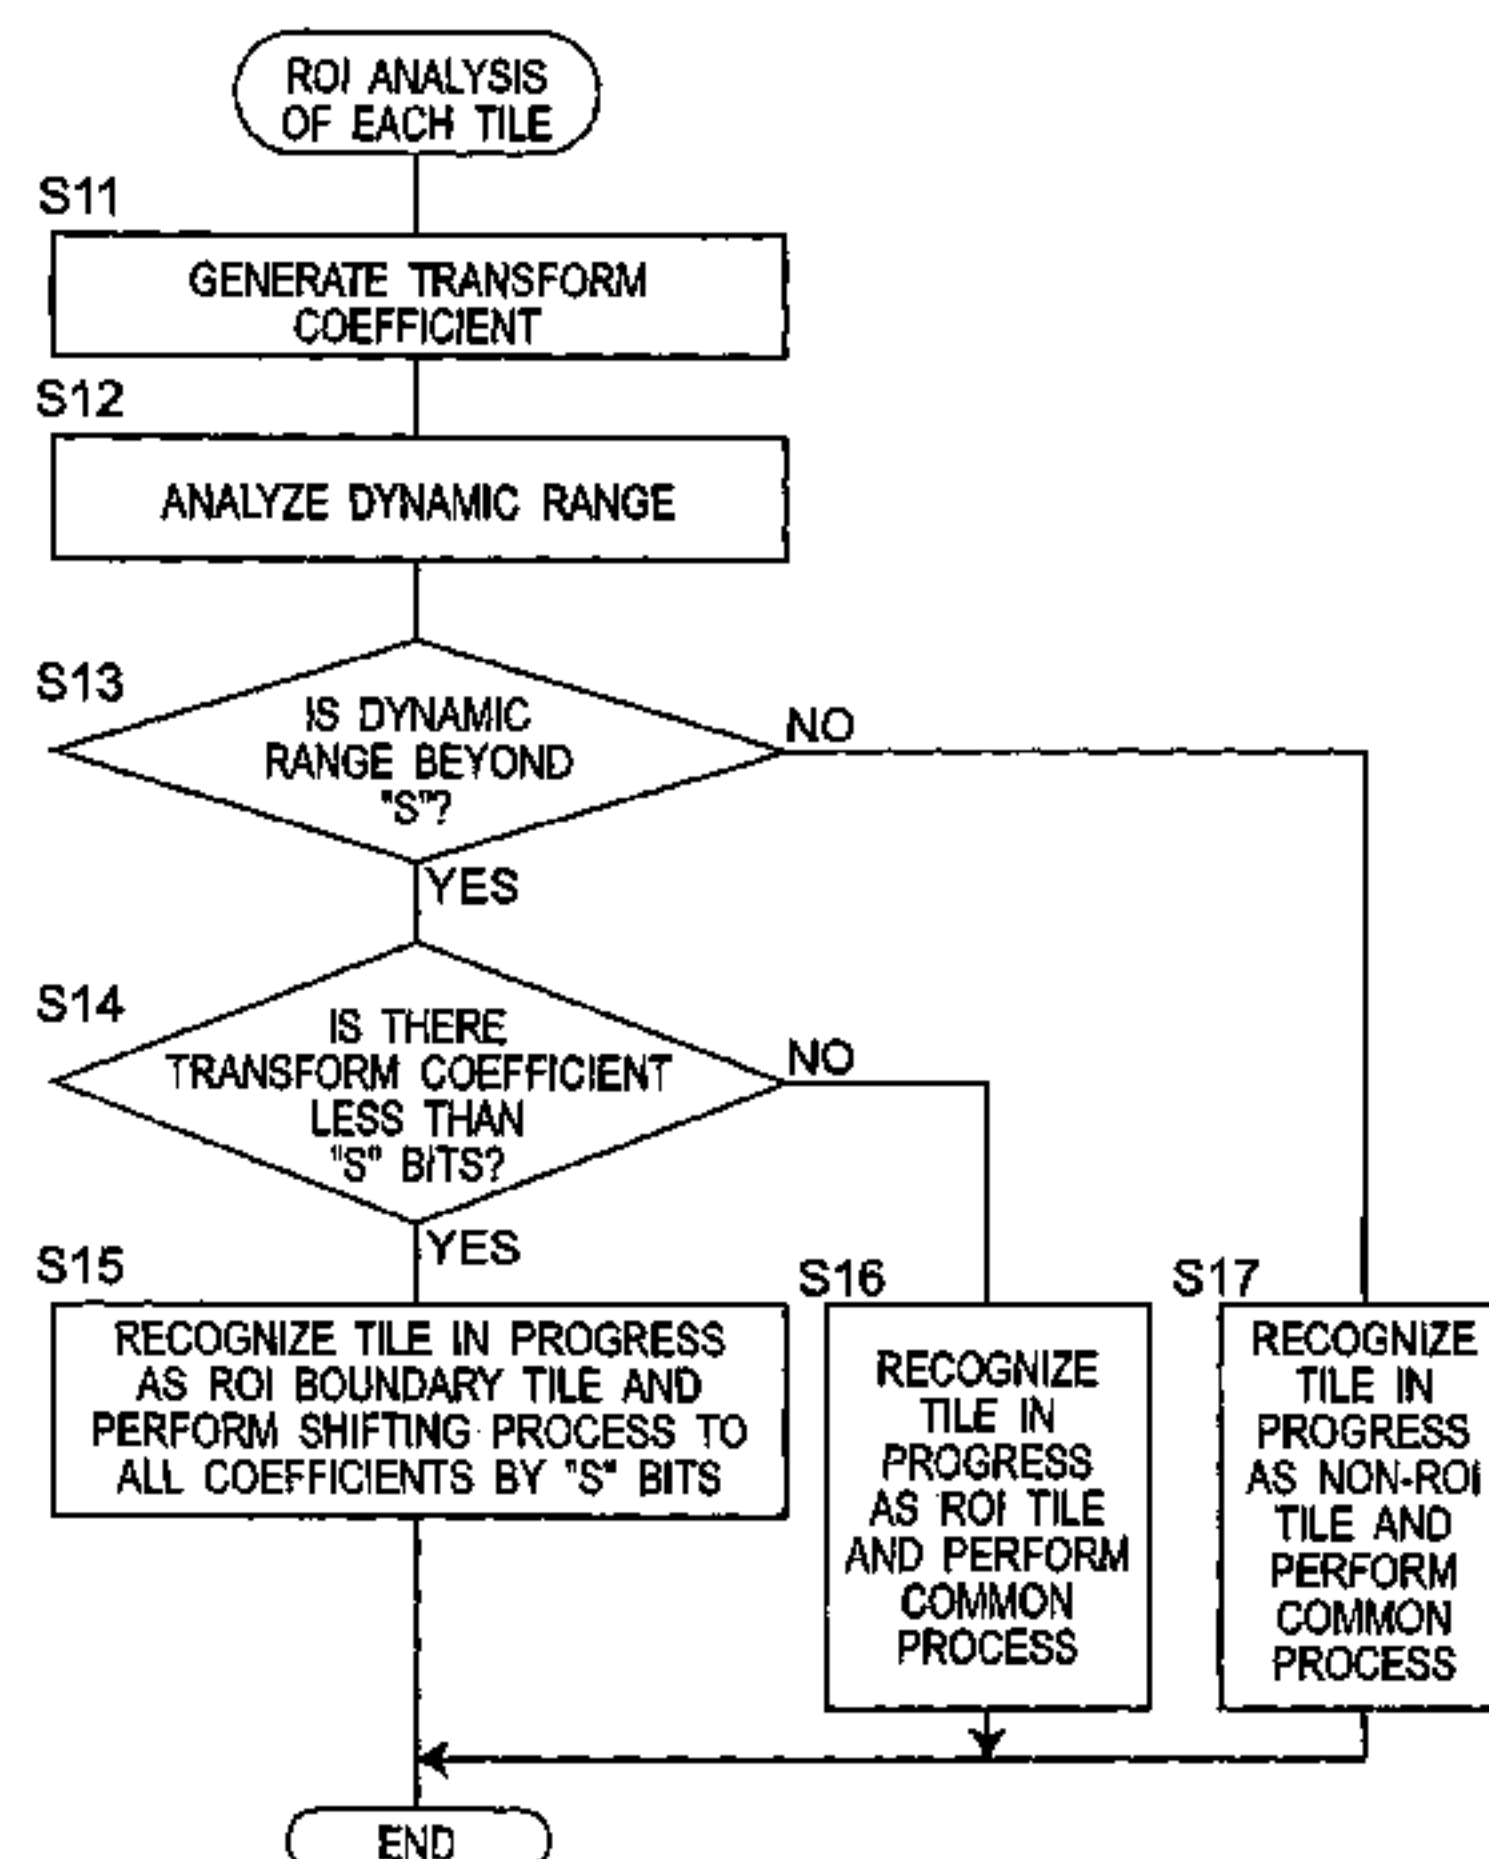 ROI ANALYSIS
OF EACH TILE
S11
GENERATE TRANSFORM
COEFFICIENT
S12
ANALYZE DYNAMIC RANGE
S13
IS DYNAMIC
RANGE BEYOND
"S"?
NO
YES
S14
IS THERE
TRANSFORM COEFFICIENT
LESS THAN
"S" BITS?
NO
YES
S15
RECOGNIZE TILE IN PROGRESS
AS ROI BOUNDARY TILE AND
PERFORM SHIFTING PROCESS TO
ALL COEFFICIENTS BY "S" BITS
S16
RECOGNIZE
TILE IN
PROGRESS
AS ROI TILE
AND PERFORM
COMMON
PROCESS
S17
RECOGNIZE
TILE IN
PROGRESS
AS NON-ROI
TILE AND
PERFORM
COMMON
PROCESS
END